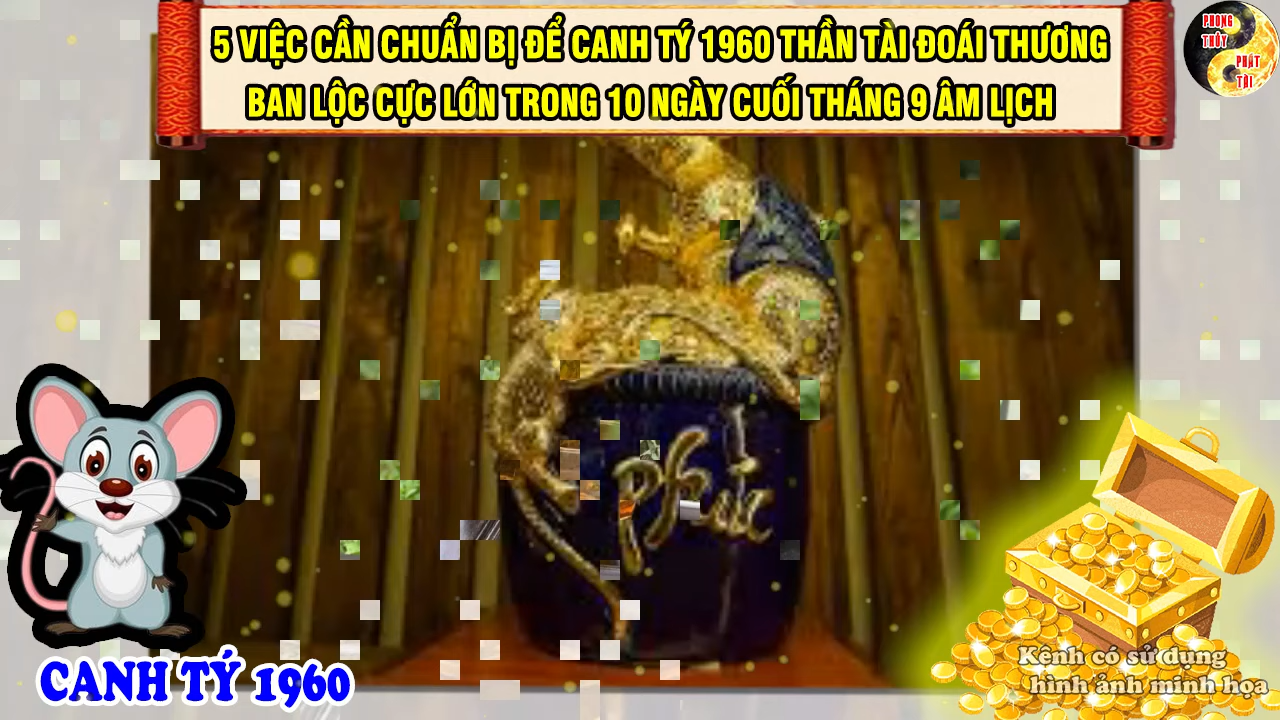 5 VIỆC CẦN CHUẨN BỊ ĐỂ CANH TÝ 1960 THẦN TÀI ĐOÁI THƯƠNG
BAN LỘC CỰC LỚN TRONG 10 NGÀY CUỐI THÁNG 9 ÂM LỊCH
PHONG
THỦY
PHÁT
TÀI
Phúc
CANH TÝ 1960
Kênh có sử dụng
hình ảnh minh họa